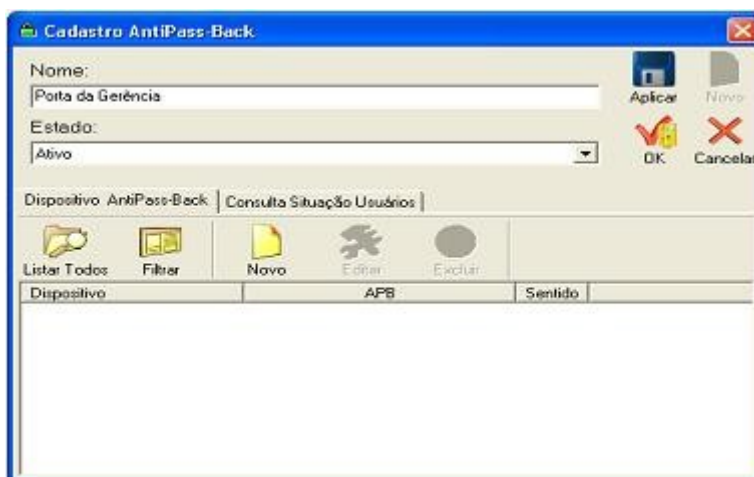 Cadastro AntiPass-Back
Nome:
Porta da Gerência
Aplicar Novo
Estado:
Ativo
OK Cancelar
Dispositivo AntiPass-Back Consulta Situação Usuários
Listar Todos Filtrar Novo Editar Excluir
Dispositivo APB Sentido